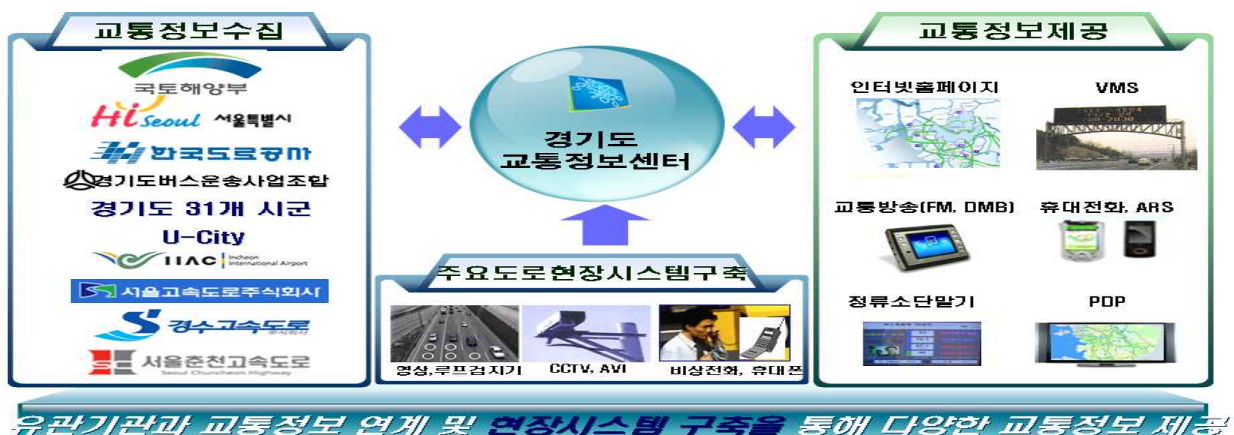 교통정보수집
국토해양부
Hi Seoul 서울특별시
한국도로공사
경기도버스운송사업조합
경기도 31개 시군
U-City
IIAC Incheon International Airport
서울고속도로주식회사
경수고속도로
주식회사
서울춘천고속도로
Seoul Chuncheon Highway
경기도
교통정보센터
주요도로현장시스템구축
영상,루프검지기
CCTV, AVI
비상전화, 휴대폰
교통정보제공
인터넷홈페이지
VMS
교통방송(FM, DMB)
휴대전화, ARS
정류소단말기
PDP
유관기관과 교통정보 연계 및 현장시스템 구축을 통해 다양한 교통정보 제공